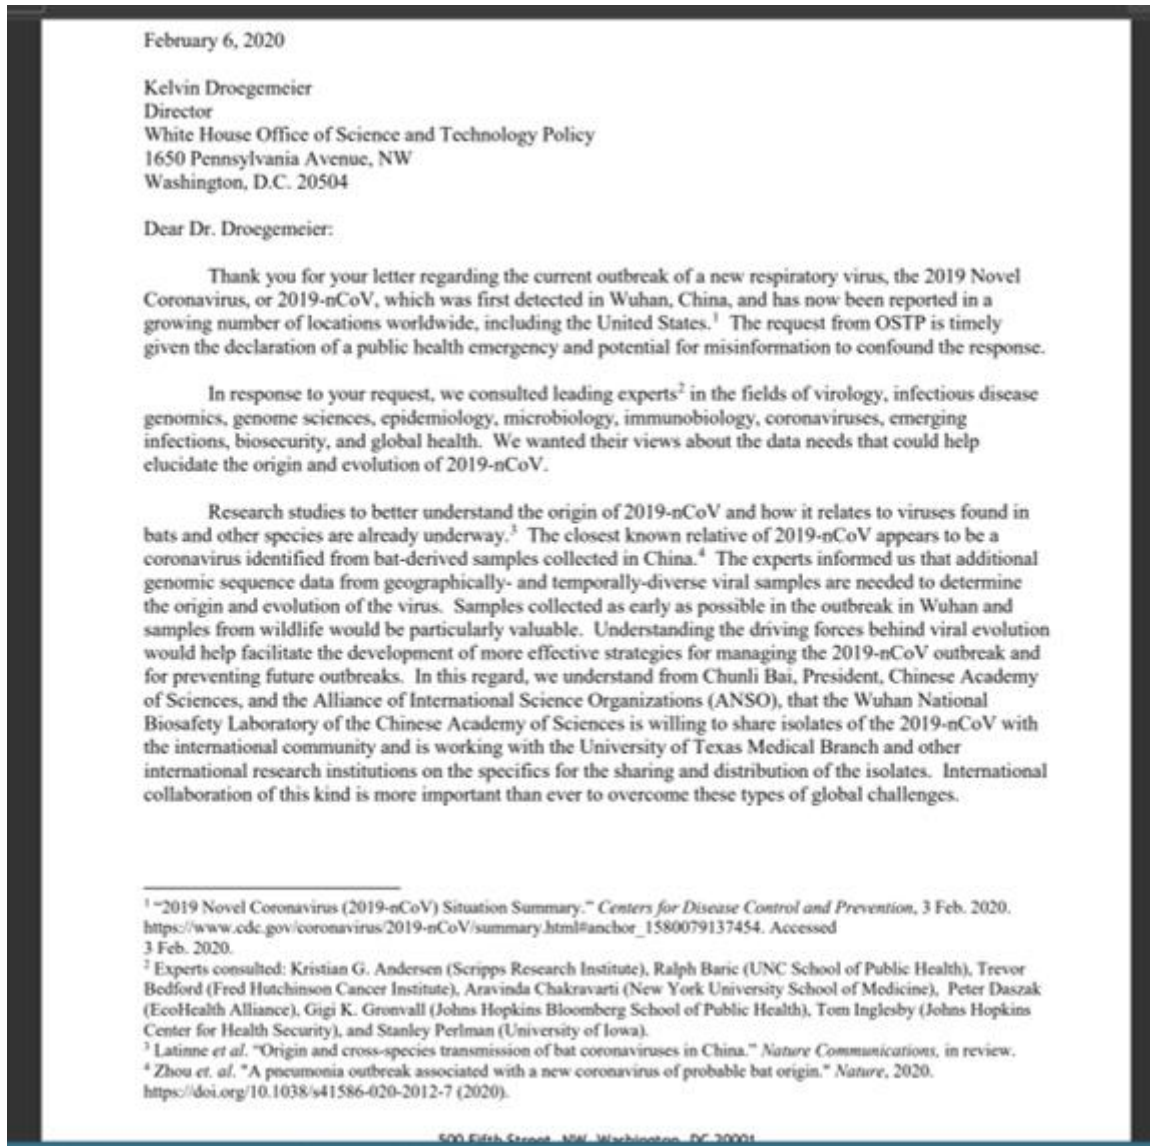 February 6, 2020
Kelvin Droegemeier
Director
White House Office of Science and Technology Policy
1650 Pennsylvania Avenue, NW
Washington, D.C. 20504
Dear Dr. Droegemeier:
Thank you for your letter regarding the current outbreak of a new respiratory virus, the 2019 Novel
Coronavirus, or 2019-nCoV, which was first detected in Wuhan, China, and has now been reported in a
growing number of locations worldwide, including the United States.¹ The request from OSTP is timely
given the declaration of a public health emergency and potential for misinformation to confound the response.
In response to your request, we consulted leading experts² in the fields of virology, infectious disease
genomics, genome sciences, epidemiology, microbiology, immunobiology, coronaviruses, emerging
infections, biosecurity, and global health. We wanted their views about the data needs that could help
elucidate the origin and evolution of 2019-nCoV.
Research studies to better understand the origin of 2019-nCoV and how it relates to viruses found in
bats and other species are already underway.³ The closest known relative of 2019-nCoV appears to be a
coronavirus identified from bat-derived samples collected in China.⁴ The experts informed us that additional
genomic sequence data from geographically- and temporally-diverse viral samples are needed to determine
the origin and evolution of the virus. Samples collected as early as possible in the outbreak in Wuhan and
samples from wildlife would be particularly valuable. Understanding the driving forces behind viral evolution
would help facilitate the development of more effective strategies for managing the 2019-nCoV outbreak and
for preventing future outbreaks. In this regard, we understand from Chunli Bai, President, Chinese Academy
of Sciences, and the Alliance of International Science Organizations (ANSO), that the Wuhan National
Biosafety Laboratory of the Chinese Academy of Sciences is willing to share isolates of the 2019-nCoV with
the international community and is working with the University of Texas Medical Branch and other
international research institutions on the specifics for the sharing and distribution of the isolates. International
collaboration of this kind is more important than ever to overcome these types of global challenges.
¹ "2019 Novel Coronavirus (2019-nCoV) Situation Summary." Centers for Disease Control and Prevention, 3 Feb. 2020.
https://www.cdc.gov/coronavirus/2019-nCoV/summary.html#anchor_1580079137454. Accessed
3 Feb. 2020.
² Experts consulted: Kristian G. Andersen (Scripps Research Institute), Ralph Baric (UNC School of Public Health), Trevor
Bedford (Fred Hutchinson Cancer Institute), Aravinda Chakravarti (New York University School of Medicine), Peter Daszak
(EcoHealth Alliance), Gigi K. Gronvall (Johns Hopkins Bloomberg School of Public Health), Tom Inglesby (Johns Hopkins
Center for Health Security), and Stanley Perlman (University of Iowa).
³ Latinne et al. "Origin and cross-species transmission of bat coronaviruses in China." Nature Communications, in review.
⁴ Zhou et. al. "A pneumonia outbreak associated with a new coronavirus of probable bat origin." Nature, 2020.
https://doi.org/10.1038/s41586-020-2012-7 (2020).
500 Fifth Street, NW, Washington, DC 20001